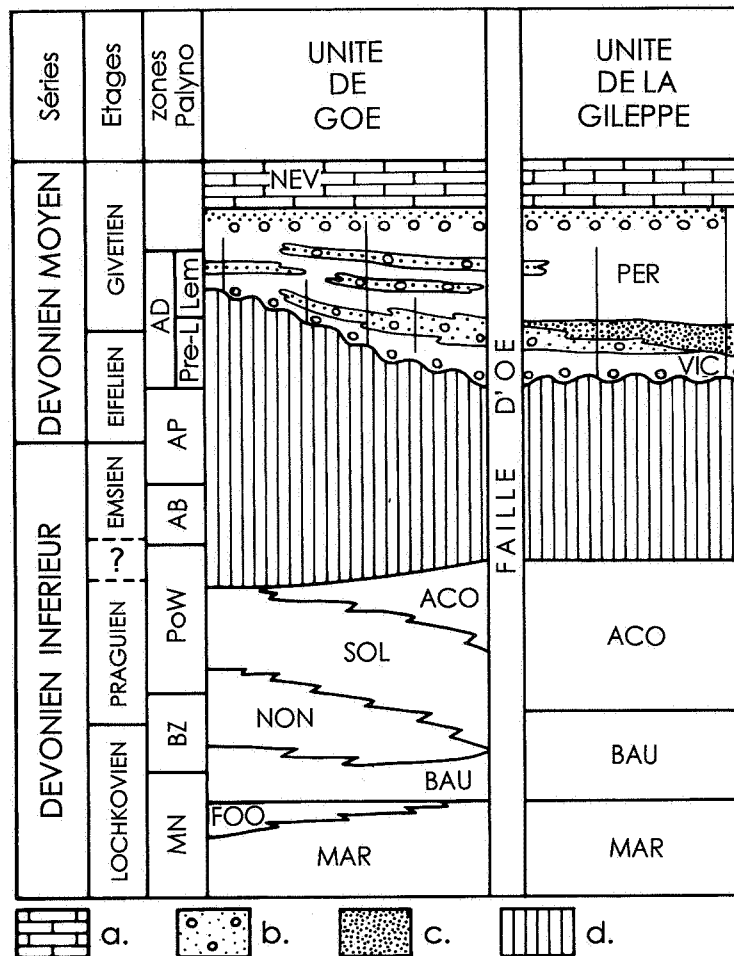 Séries
Etages
zones
Palyno
UNITE
DE
GOE
UNITE
DE LA
GILEPPE
DEVONIEN MOYEN
DEVONIEN INFERIEUR
GIVETIEN
EIFELIEN
EMSIEN
?
PRAGUIEN
LOCHKOVIEN
AD
Lem
Pre-L
AP
AB
PoW
BZ
MN
NEV
ACO
SOL
NON
BAU
FOO
MAR
FAILLE D'OE
PER
VIC
ACO
BAU
MAR
a.
b.
c.
d.